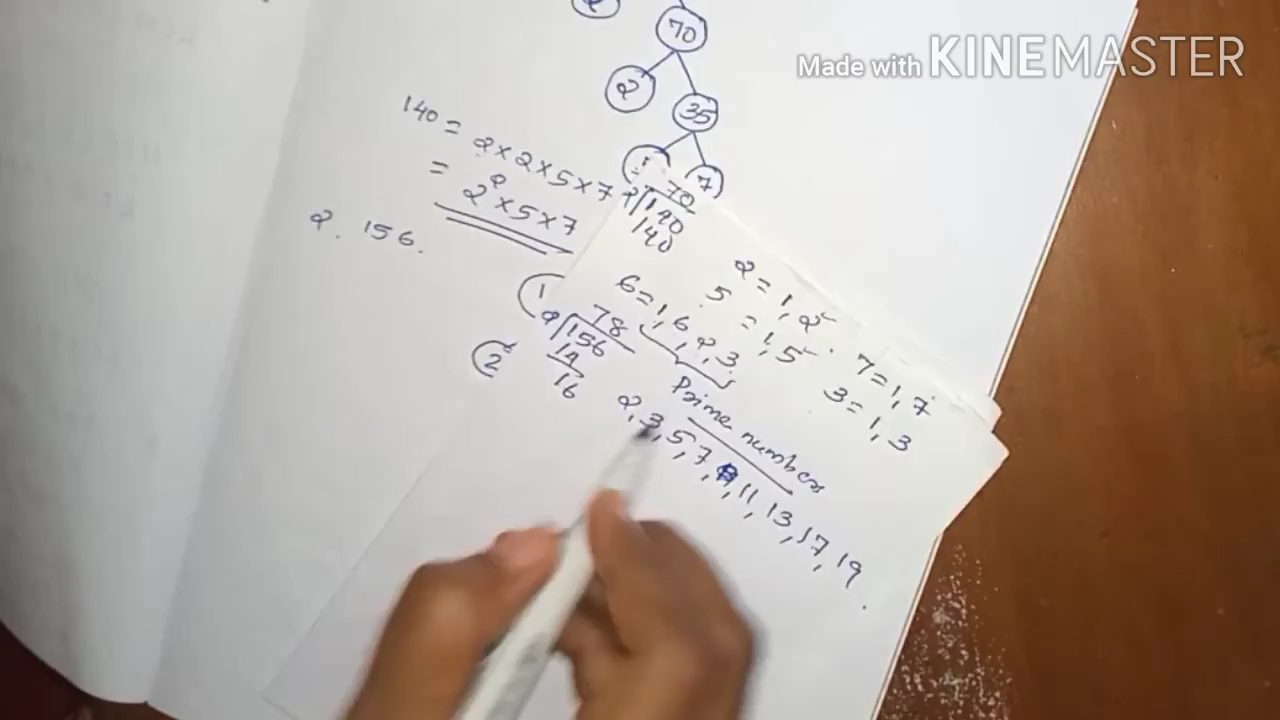 Made with KINEMASTER
2
70
2
35
7
140 = 2×2×5×7
= 2²×5×7
2. 156.
70
2 140
140
2 = 1, 2
5 = 1, 5
7 = 1, 7
3 = 1, 3
6 = 1, 6, 2, 3
78
2 156
14
16
2
Prime numbers
2, 3, 5, 7, 11, 13, 17, 19